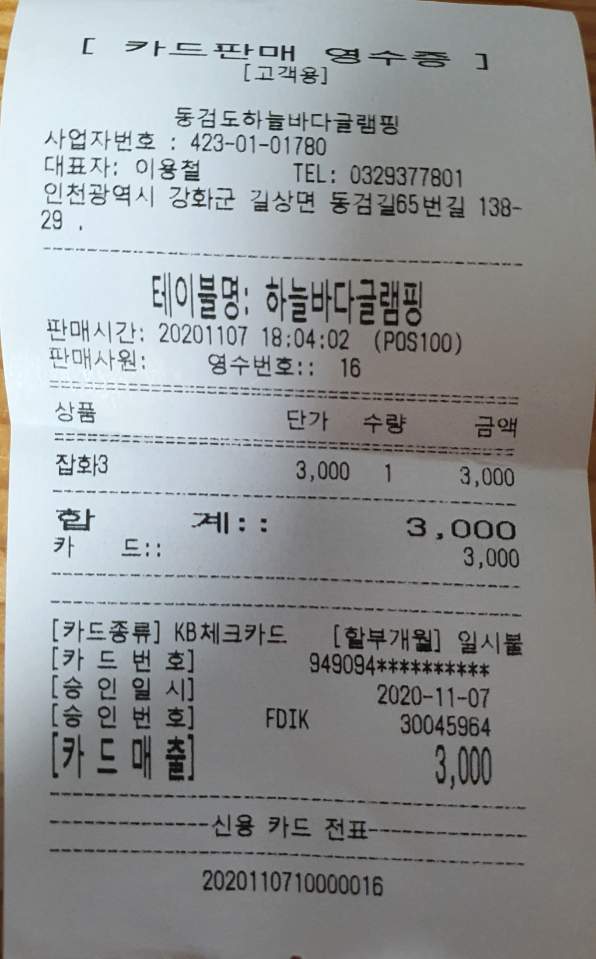 [ 카드판매 영수증 ]
[고객용]
동검도하늘바다글램핑
사업자번호 : 423-01-01780
대표자: 이용철 TEL: 0329377801
인천광역시 강화군 길상면 동검길65번길 138-
29 .
테이블명: 하늘바다글램핑
판매시간: 20201107 18:04:02 (POS100)
판매사원: 영수번호:: 16
상품 단가 수량 금액
잡화3 3,000 1 3,000
합 계:: 3,000
카 드:: 3,000
[카드종류] KB체크카드 [할부개월] 일시불
[카 드 번 호] 949094**********
[승 인 일 시] 2020-11-07
[승 인 번 호] FDIK 30045964
[카 드 매 출] 3,000
신용 카드 전표
2020110710000016